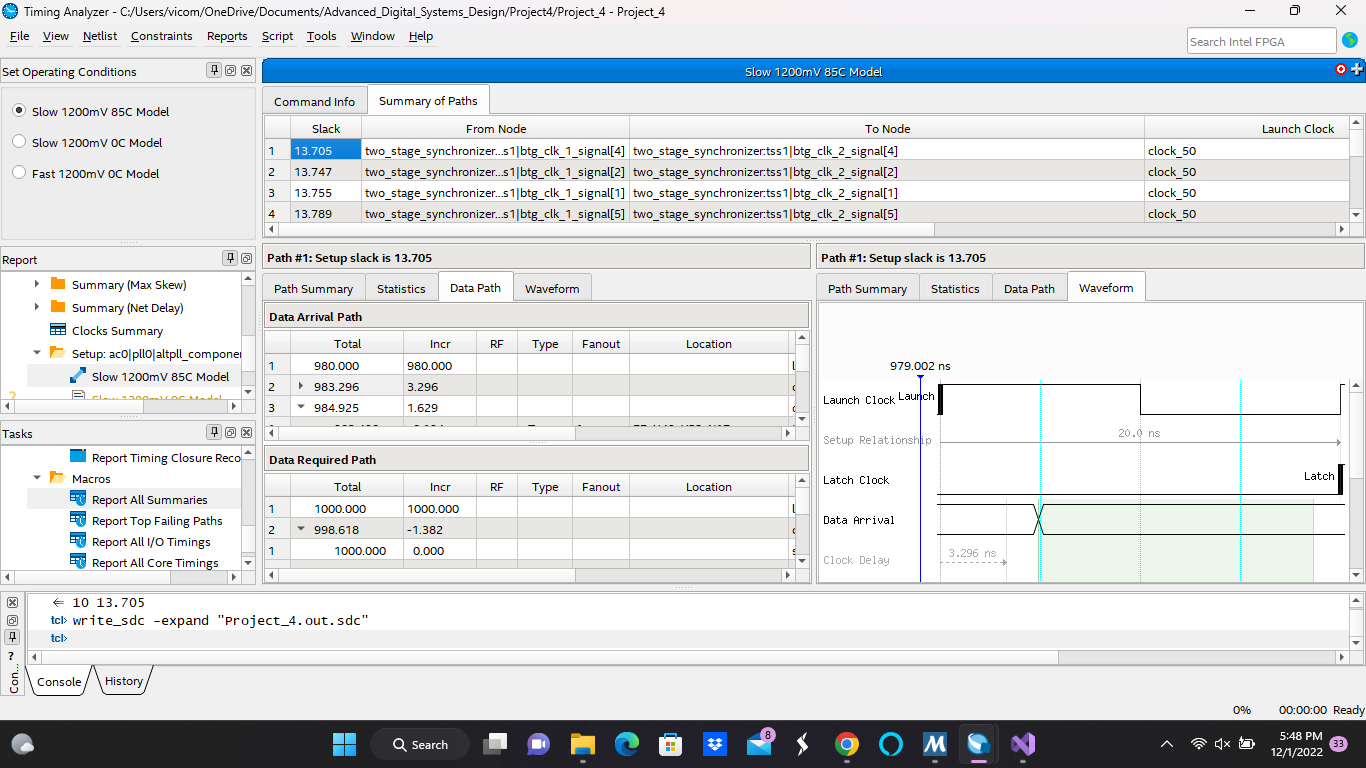 Timing Analyzer - C:/Users/vicom/OneDrive/Documents/Advanced_Digital_Systems_Design/Project4/Project_4 - Project_4
File View Netlist Constraints Reports Script Tools Window Help
Search Intel FPGA
Set Operating Conditions
Slow 1200mV 85C Model
Slow 1200mV 0C Model
Fast 1200mV 0C Model
Slow 1200mV 85C Model
Command Info Summary of Paths
Slack From Node To Node Launch Clock
1 13.705 two_stage_synchronizer...s1|btg_clk_1_signal[4] two_stage_synchronizer:tss1|btg_clk_2_signal[4] clock_50
2 13.747 two_stage_synchronizer...s1|btg_clk_1_signal[2] two_stage_synchronizer:tss1|btg_clk_2_signal[2] clock_50
3 13.755 two_stage_synchronizer...s1|btg_clk_1_signal[1] two_stage_synchronizer:tss1|btg_clk_2_signal[1] clock_50
4 13.789 two_stage_synchronizer...s1|btg_clk_1_signal[5] two_stage_synchronizer:tss1|btg_clk_2_signal[5] clock_50
Report
Summary (Max Skew)
Summary (Net Delay)
Clocks Summary
Setup: ac0|pll0|altpll_componer
Slow 1200mV 85C Model
Slow 1200mV 0C Model
Tasks
Report Timing Closure Reco
Macros
Report All Summaries
Report Top Failing Paths
Report All I/O Timings
Report All Core Timings
Path #1: Setup slack is 13.705
Path Summary Statistics Data Path Waveform
Data Arrival Path
Total Incr RF Type Fanout Location
1 980.000 980.000
2 983.296 3.296
3 984.925 1.629
Data Required Path
Total Incr RF Type Fanout Location
1 1000.000 1000.000
2 998.618 -1.382
1 1000.000 0.000
Path #1: Setup slack is 13.705
Path Summary Statistics Data Path Waveform
979.002 ns
Launch Clock Launch
Setup Relationship 20.0 ns
Latch Clock Latch
Data Arrival
Clock Delay 3.296 ns
← 10 13.705
tcl> write_sdc -expand "Project_4.out.sdc"
tcl>
Con...
Console History
0% 00:00:00 Ready
Search
8
5:48 PM
12/1/2022
33